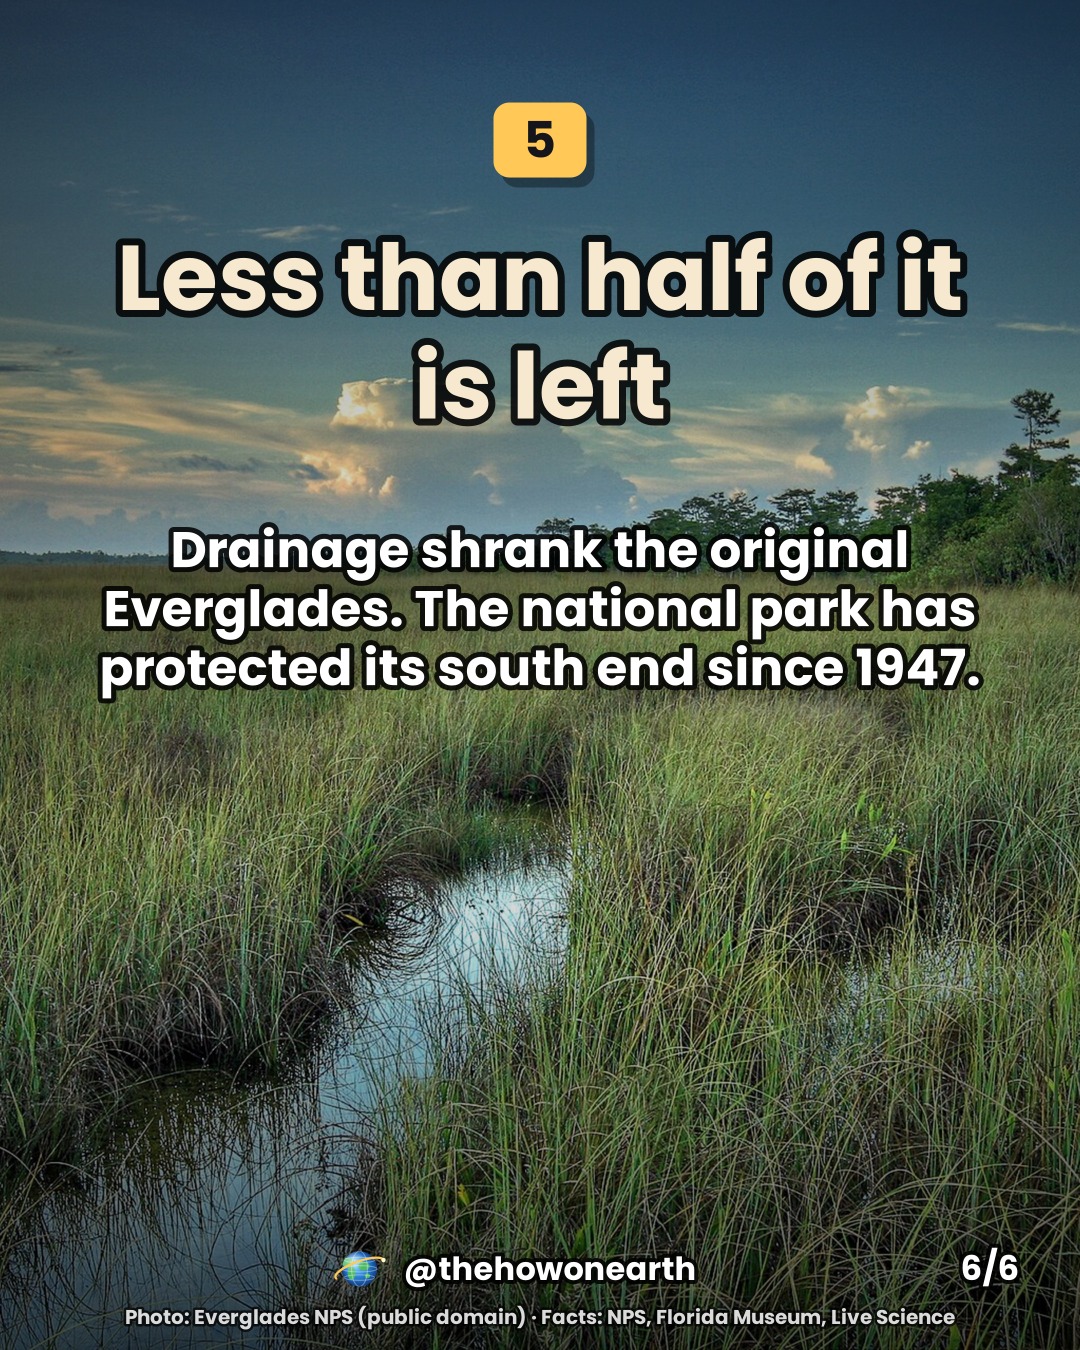 5
Less than half of it
is left
Drainage shrank the original
Everglades. The national park has
protected its south end since 1947.
@thehowonearth
6/6
Photo: Everglades NPS (public domain) · Facts: NPS, Florida Museum, Live Science